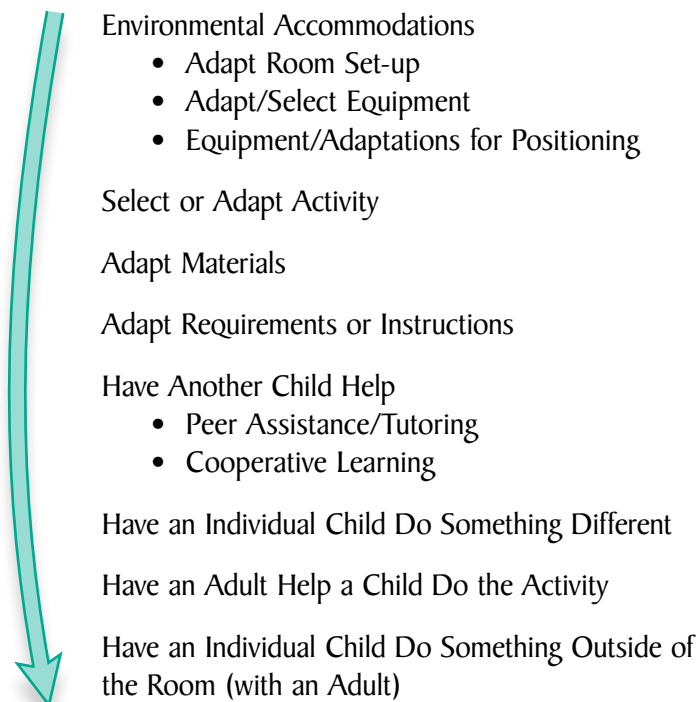 Environmental Accommodations
• Adapt Room Set-up
• Adapt/Select Equipment
• Equipment/Adaptations for Positioning
Select or Adapt Activity
Adapt Materials
Adapt Requirements or Instructions
Have Another Child Help
• Peer Assistance/Tutoring
• Cooperative Learning
Have an Individual Child Do Something Different
Have an Adult Help a Child Do the Activity
Have an Individual Child Do Something Outside of
the Room (with an Adult)